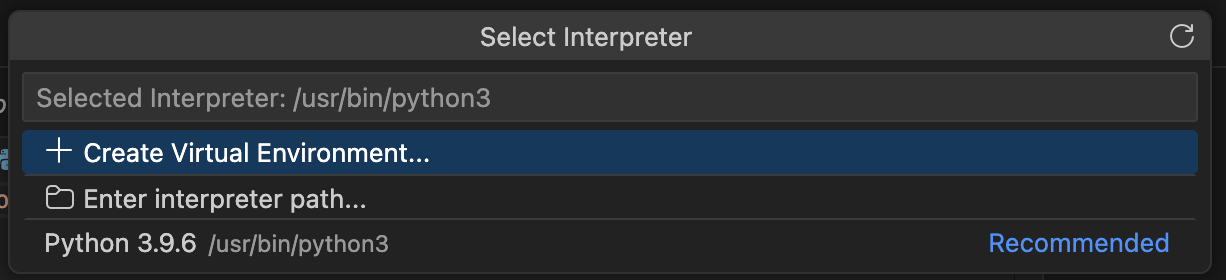 Select Interpreter
Selected Interpreter: /usr/bin/python3
Create Virtual Environment...
Enter interpreter path...
Python 3.9.6 /usr/bin/python3 Recommended